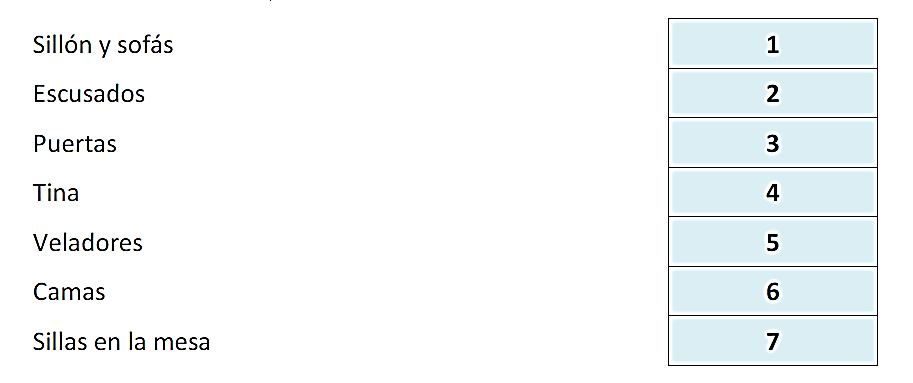 Sillón y sofás 1
Escusados 2
Puertas 3
Tina 4
Veladores 5
Camas 6
Sillas en la mesa 7